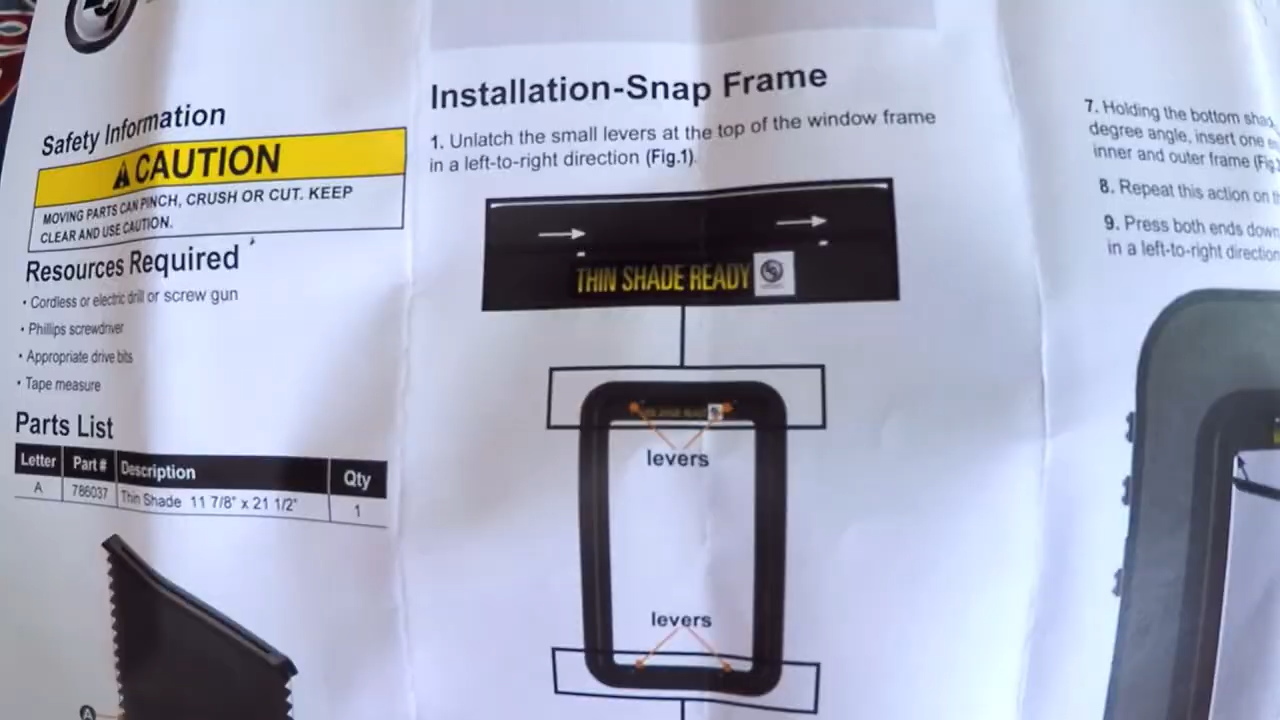 Safety Information
CAUTION
MOVING PARTS CAN PINCH, CRUSH OR CUT. KEEP
CLEAR AND USE CAUTION.
Resources Required
• Cordless or electric drill or screw gun
• Phillips screwdriver
• Appropriate drive bits
• Tape measure
Parts List
Letter Part # Description Qty
A 786037 Thin Shade 11 7/8" x 21 1/2" 1
A
Installation-Snap Frame
1. Unlatch the small levers at the top of the window frame
in a left-to-right direction (Fig.1).
THIN SHADE READY
levers
levers
7. Holding the bottom
degree angle, insert one
inner and outer frame
8. Repeat this action on
9. Press both ends down
in a left-to-right direction